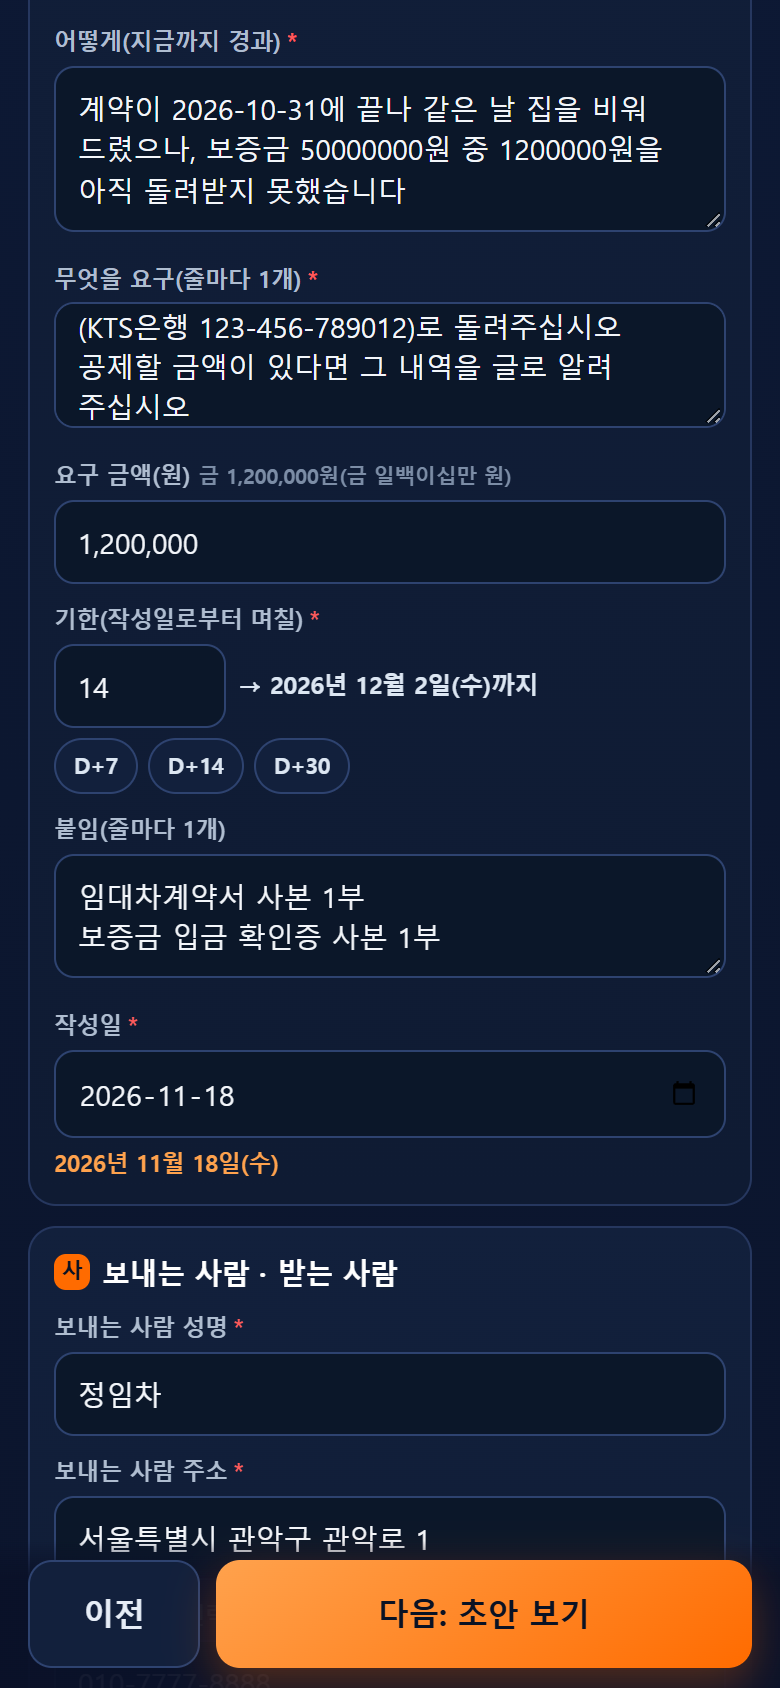 어떻게(지금까지 경과) *
계약이 2026-10-31에 끝나 같은 날 집을 비워
드렸으나, 보증금 50000000원 중 1200000원을
아직 돌려받지 못했습니다
무엇을 요구(줄마다 1개) *
(KTS은행 123-456-789012)로 돌려주십시오
공제할 금액이 있다면 그 내역을 글로 알려
주십시오
요구 금액(원) 금 1,200,000원(금 일백이십만 원)
1,200,000
기한(작성일로부터 며칠) *
14 → 2026년 12월 2일(수)까지
D+7 D+14 D+30
붙임(줄마다 1개)
임대차계약서 사본 1부
보증금 입금 확인증 사본 1부
작성일 *
2026-11-18
2026년 11월 18일(수)
사 보내는 사람 · 받는 사람
보내는 사람 성명 *
정임차
보내는 사람 주소 *
서울특별시 관악구 관악로 1
이전 다음: 초안 보기
010-7777-8888